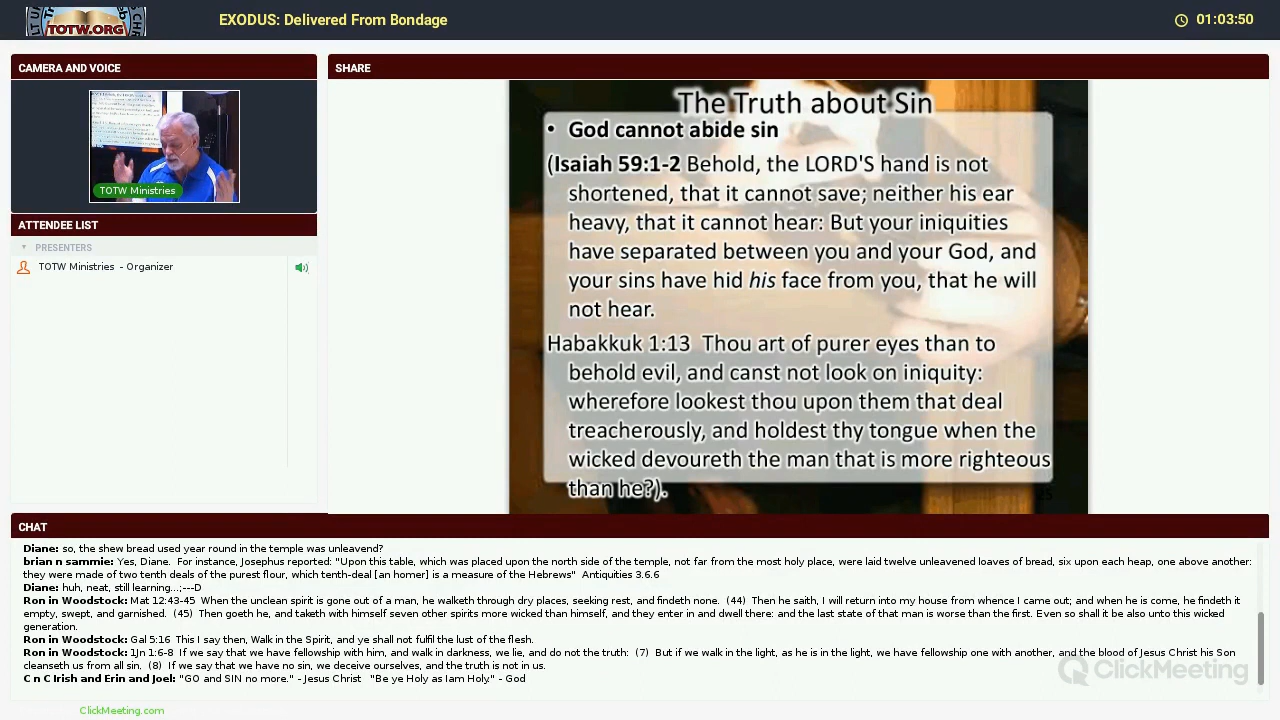 TOTW.ORG
EXODUS: Delivered From Bondage
01:03:50
CAMERA AND VOICE
TOTW Ministries
ATTENDEE LIST
PRESENTERS
TOTW Ministries - Organizer
SHARE
The Truth about Sin
• God cannot abide sin
(Isaiah 59:1-2 Behold, the LORD'S hand is not
shortened, that it cannot save; neither his ear
heavy, that it cannot hear: But your iniquities
have separated between you and your God, and
your sins have hid his face from you, that he will
not hear.
Habakkuk 1:13 Thou art of purer eyes than to
behold evil, and canst not look on iniquity:
wherefore lookest thou upon them that deal
treacherously, and holdest thy tongue when the
wicked devoureth the man that is more righteous
than he?).
25
CHAT
Diane: so, the shew bread used year round in the temple was unleavend?
brian n sammie: Yes, Diane. For instance, Josephus reported: "Upon this table, which was placed upon the north side of the temple, not far from the most holy place, were laid twelve unleavened loaves of bread, six upon each heap, one above another:
they were made of two tenth deals of the purest flour, which tenth-deal [an homer] is a measure of the Hebrews" Antiquities 3.6.6
Diane: huh, neat, still learning...;---D
Ron in Woodstock: Mat 12:43-45 When the unclean spirit is gone out of a man, he walketh through dry places, seeking rest, and findeth none. (44) Then he saith, I will return into my house from whence I came out; and when he is come, he findeth it
empty, swept, and garnished. (45) Then goeth he, and taketh with himself seven other spirits more wicked than himself, and they enter in and dwell there: and the last state of that man is worse than the first. Even so shall it be also unto this wicked
generation.
Ron in Woodstock: Gal 5:16 This I say then, Walk in the Spirit, and ye shall not fulfil the lust of the flesh.
Ron in Woodstock: 1Jn 1:6-8 If we say that we have fellowship with him, and walk in darkness, we lie, and do not the truth: (7) But if we walk in the light, as he is in the light, we have fellowship one with another, and the blood of Jesus Christ his Son
cleanseth us from all sin. (8) If we say that we have no sin, we deceive ourselves, and the truth is not in us.
C n C Irish and Erin and Joel: "GO and SIN no more." - Jesus Christ "Be ye Holy as Iam Holy." - God
ClickMeeting
ClickMeeting.com